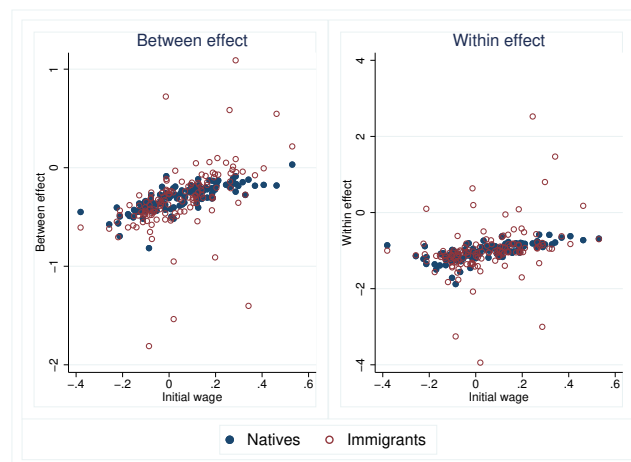 Between effect
Within effect
Between effect
1
0
-1
-2
-.4
-.2
0
.2
.4
.6
Initial wage
Within effect
4
2
0
-2
-4
-.4
-.2
0
.2
.4
.6
Initial wage
Natives
Immigrants